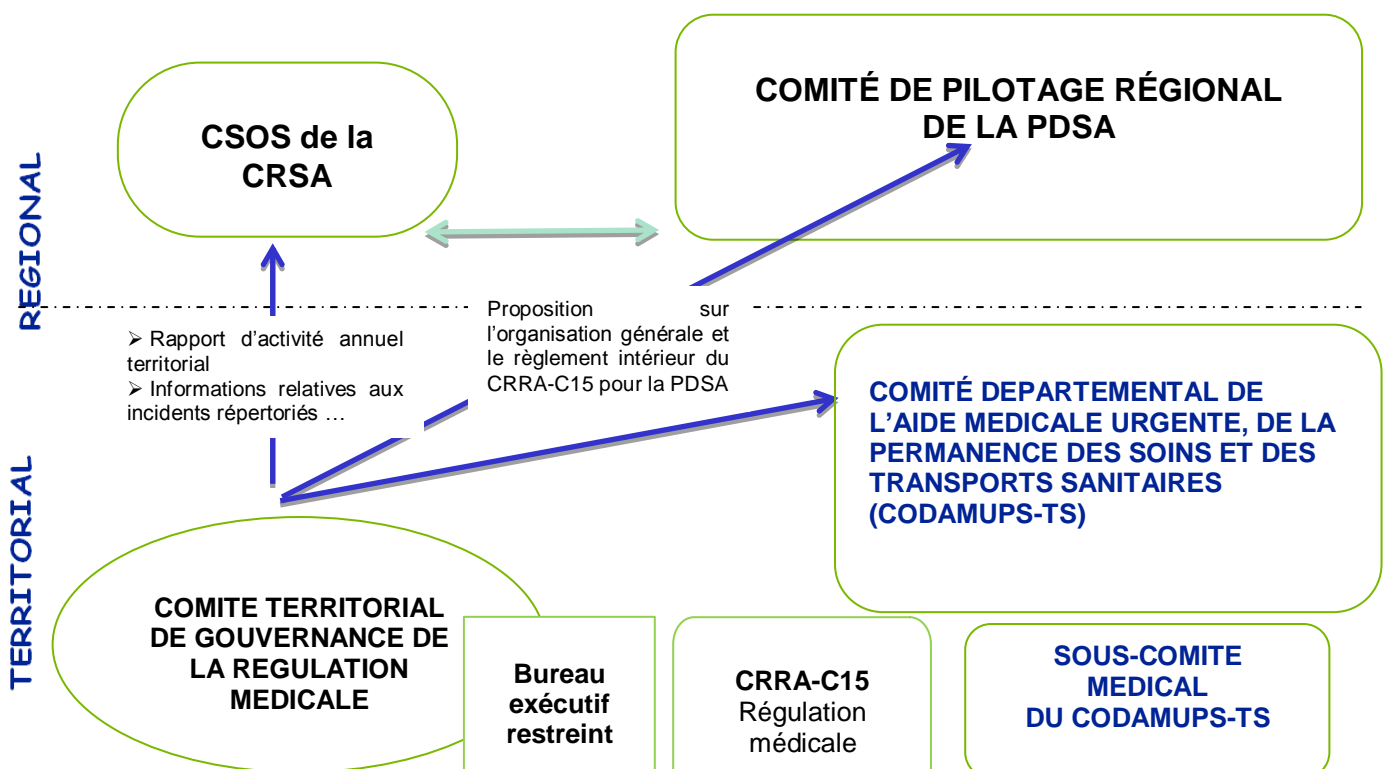 REGIONAL
CSOS de la
CRSA
COMITÉ DE PILOTAGE RÉGIONAL
DE LA PDSA
➢ Rapport d’activité annuel
territorial
➢ Informations relatives aux
incidents répertoriés …
Proposition sur
l’organisation générale et
le règlement intérieur du
CRRA-C15 pour la PDSA
TERRITORIAL
COMITÉ DEPARTEMENTAL DE
L’AIDE MEDICALE URGENTE, DE LA
PERMANENCE DES SOINS ET DES
TRANSPORTS SANITAIRES
(CODAMUPS-TS)
COMITE TERRITORIAL
DE GOUVERNANCE DE
LA REGULATION
MEDICALE
Bureau
exécutif
restreint
CRRA-C15
Régulation
médicale
SOUS-COMITE
MEDICAL
DU CODAMUPS-TS